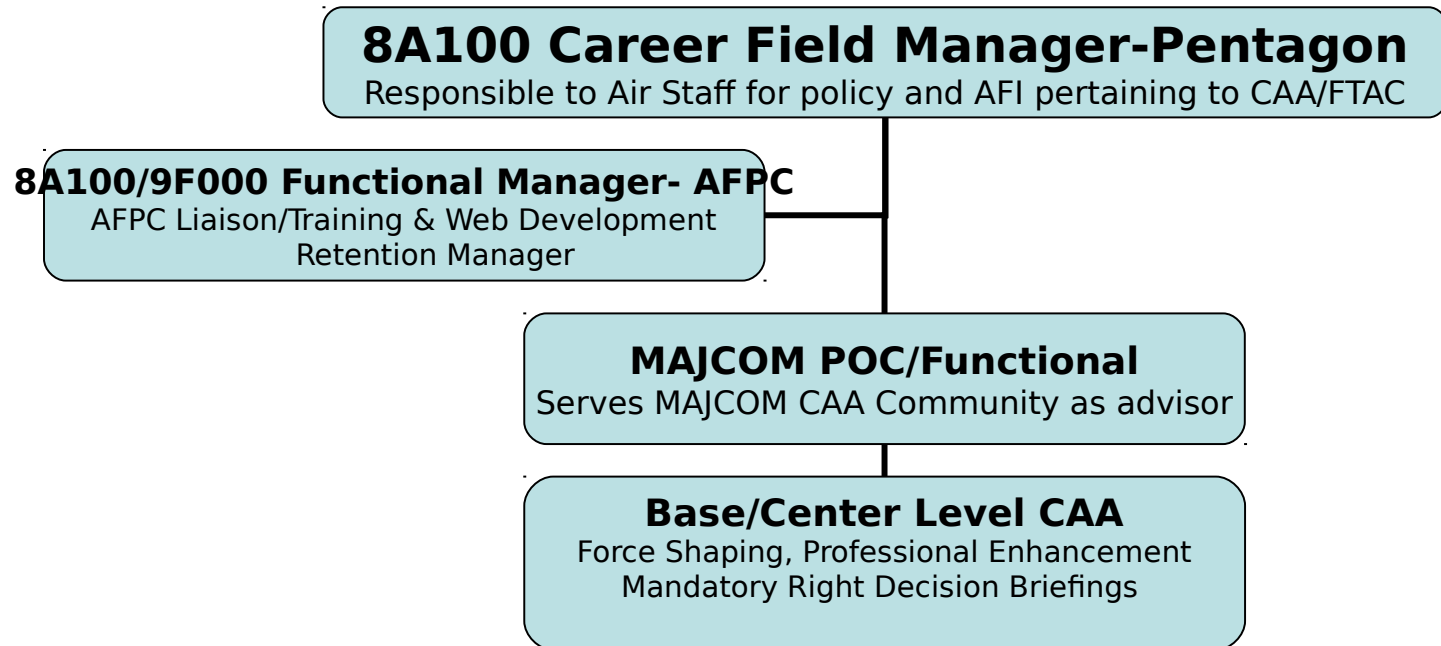 8A100 Career Field Manager-Pentagon
Responsible to Air Staff for policy and AFI pertaining to CAA/FTAC
8A100/9F000 Functional Manager- AFPC
AFPC Liaison/Training & Web Development
Retention Manager
MAJCOM POC/Functional
Serves MAJCOM CAA Community as advisor
Base/Center Level CAA
Force Shaping, Professional Enhancement
Mandatory Right Decision Briefings